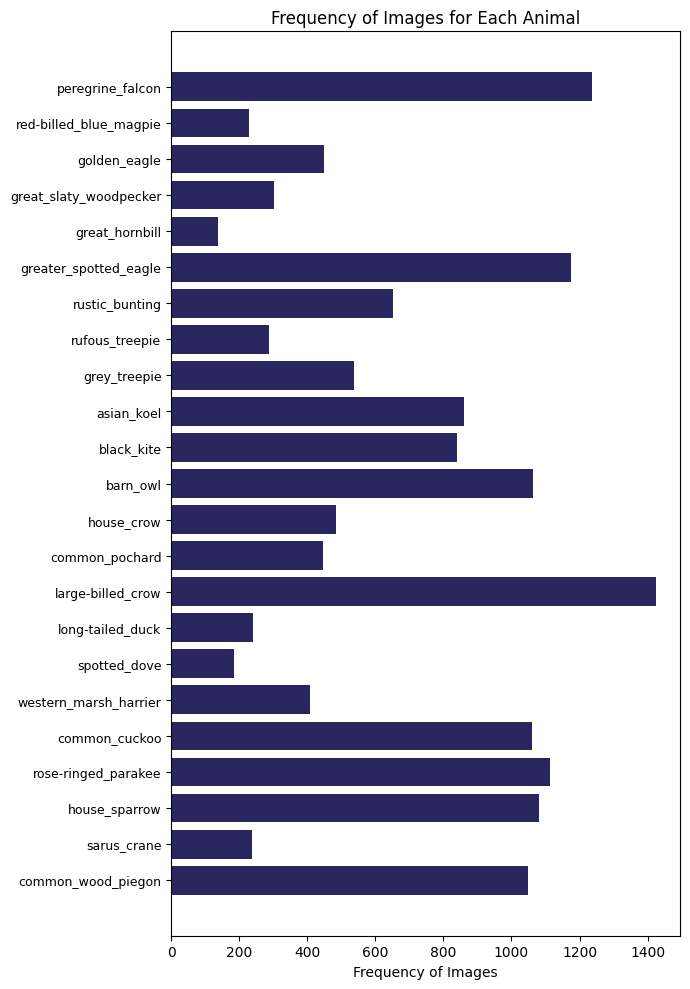 Frequency of Images for Each Animal
peregrine_falcon
red-billed_blue_magpie
golden_eagle
great_slaty_woodpecker
great_hornbill
greater_spotted_eagle
rustic_bunting
rufous_treepie
grey_treepie
asian_koel
black_kite
barn_owl
house_crow
common_pochard
large-billed_crow
long-tailed_duck
spotted_dove
western_marsh_harrier
common_cuckoo
rose-ringed_parakee
house_sparrow
sarus_crane
common_wood_piegon
0 200 400 600 800 1000 1200 1400
Frequency of Images